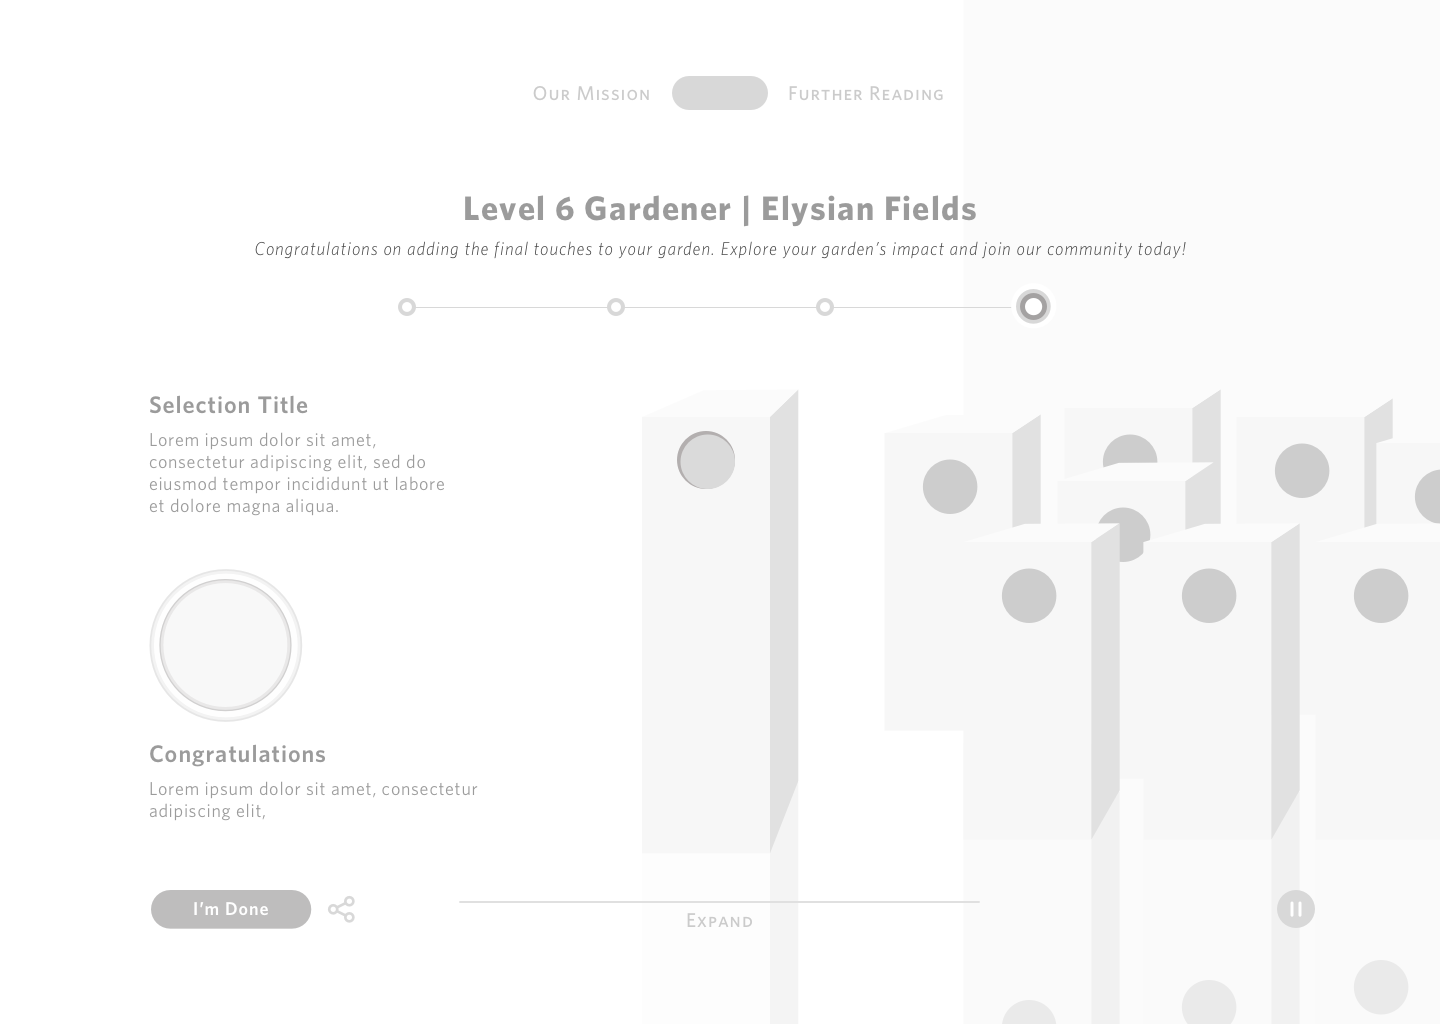 Our Mission
Further Reading
Level 6 Gardener | Elysian Fields
Congratulations on adding the final touches to your garden. Explore your garden's impact and join our community today!
Selection Title
Lorem ipsum dolor sit amet,
consectetur adipiscing elit, sed do
eiusmod tempor incididunt ut labore
et dolore magna aliqua.
Congratulations
Lorem ipsum dolor sit amet, consectetur
adipiscing elit,
I'm Done
Expand